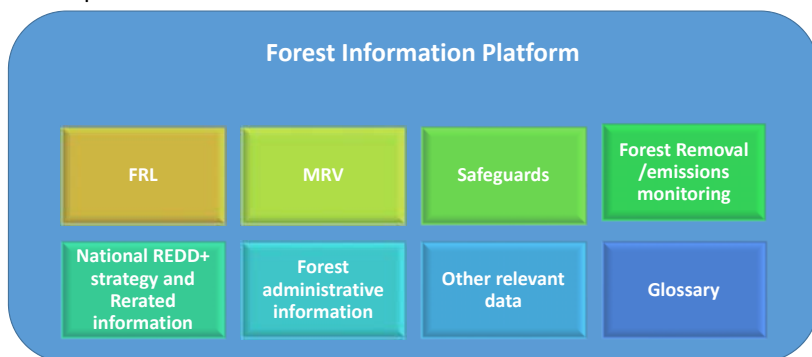 Forest Information Platform
FRL
MRV
Safeguards
Forest Removal
/emissions
monitoring
National REDD+
strategy and
Rerated
information
Forest
administrative
information
Other relevant
data
Glossary